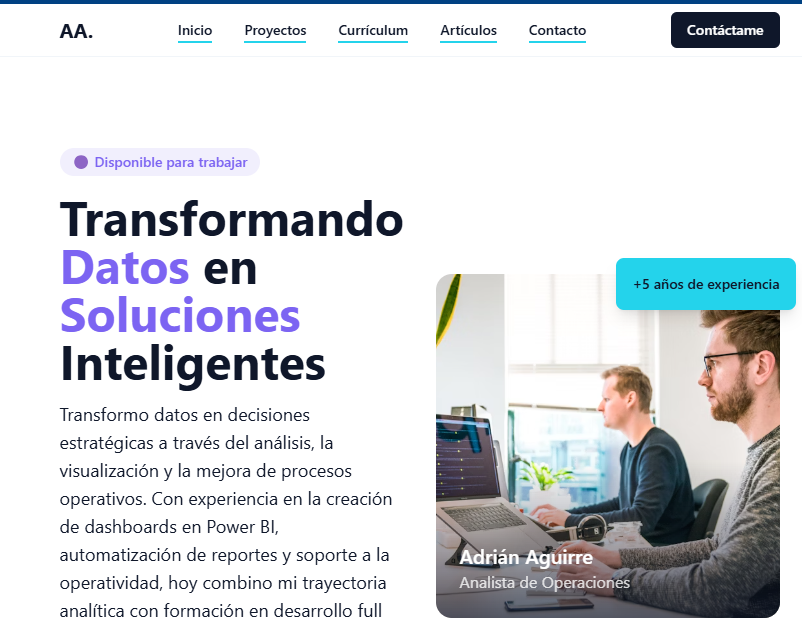 AA.
Inicio Proyectos Currículum Artículos Contacto Contáctame
Disponible para trabajar
Transformando
Datos en
Soluciones
Inteligentes
Transformo datos en decisiones
estratégicas a través del análisis, la
visualización y la mejora de procesos
operativos. Con experiencia en la creación
de dashboards en Power BI,
automatización de reportes y soporte a la
operatividad, hoy combino mi trayectoria
analítica con formación en desarrollo full
+5 años de experiencia
Adrián Aguirre
Analista de Operaciones